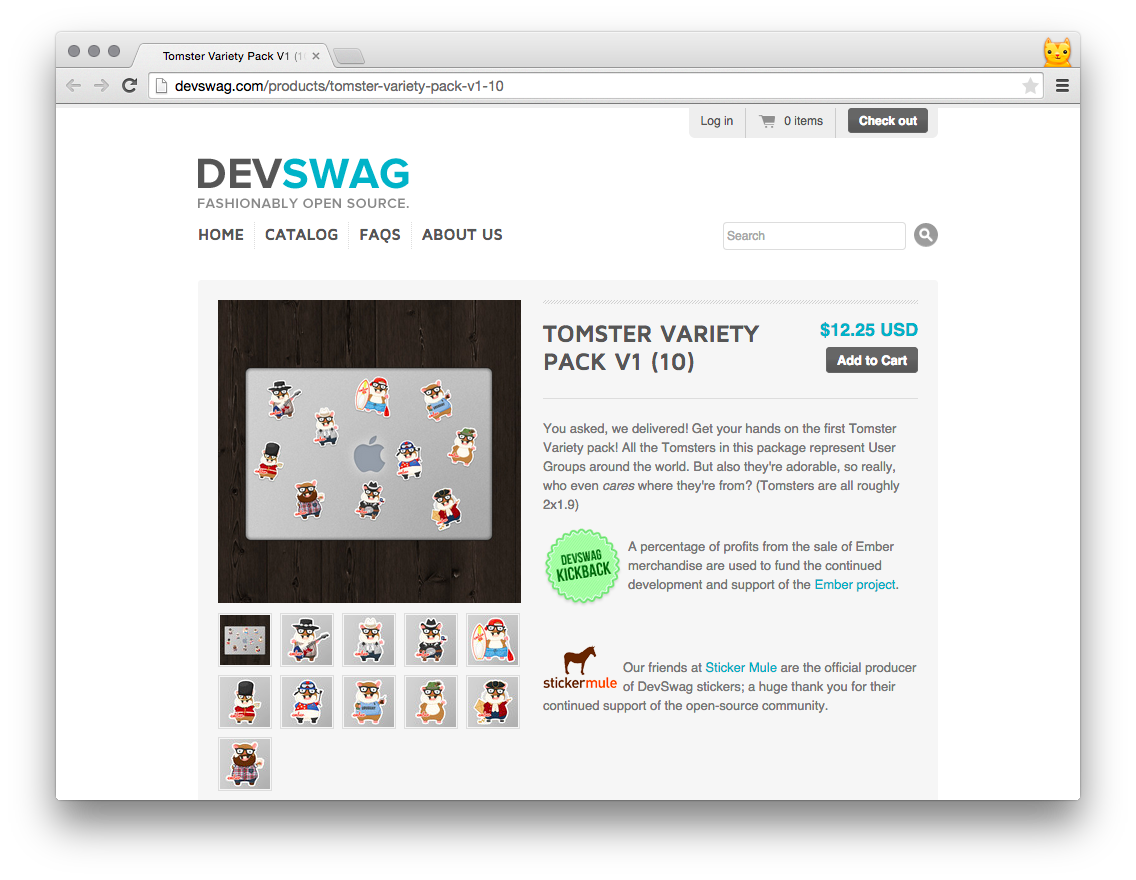 Tomster Variety Pack V1 (1
devswag.com/products/tomster-variety-pack-v1-10
Log in
0 items
Check out
DEVSWAG
FASHIONABLY OPEN SOURCE.
HOME
CATALOG
FAQS
ABOUT US
Search
TOMSTER VARIETY
PACK V1 (10)
$12.25 USD
Add to Cart
You asked, we delivered! Get your hands on the first Tomster
Variety pack! All the Tomsters in this package represent User
Groups around the world. But also they're adorable, so really,
who even cares where they're from? (Tomsters are all roughly
2x1.9)
DEVSWAG
KICKBACK
A percentage of profits from the sale of Ember
merchandise are used to fund the continued
development and support of the Ember project.
stickermule
Our friends at Sticker Mule are the official producer
of DevSwag stickers; a huge thank you for their
continued support of the open-source community.